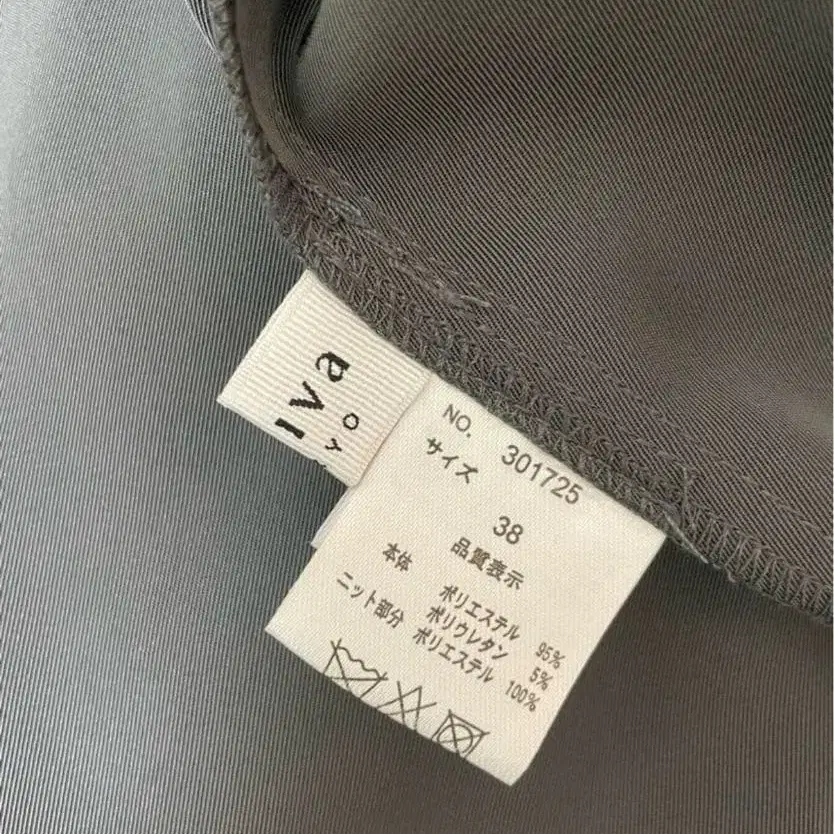 Iva
YO
NO. 301725
サイズ
38
品質表示
本体 ポリエステル 95%
ポリウレタン 5%
ニット部分 ポリエステル 100%